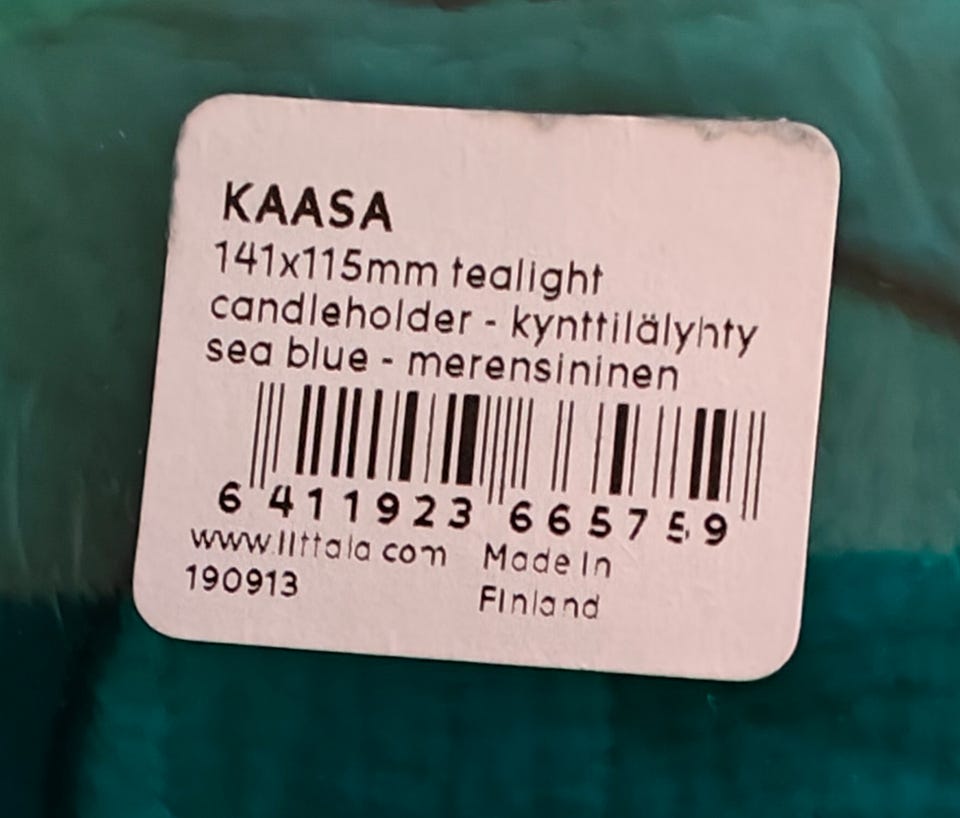 KAASA
141x115mm tealight
candleholder - kynttilälyhty
sea blue - merensininen
6 411923 665759
www.iittala.com Made in
190913 Finland